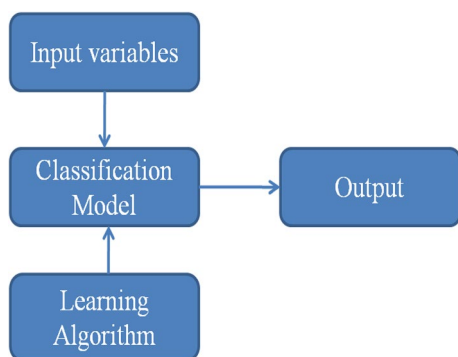 Input variables
Classification
Model
Output
Learning
Algorithm